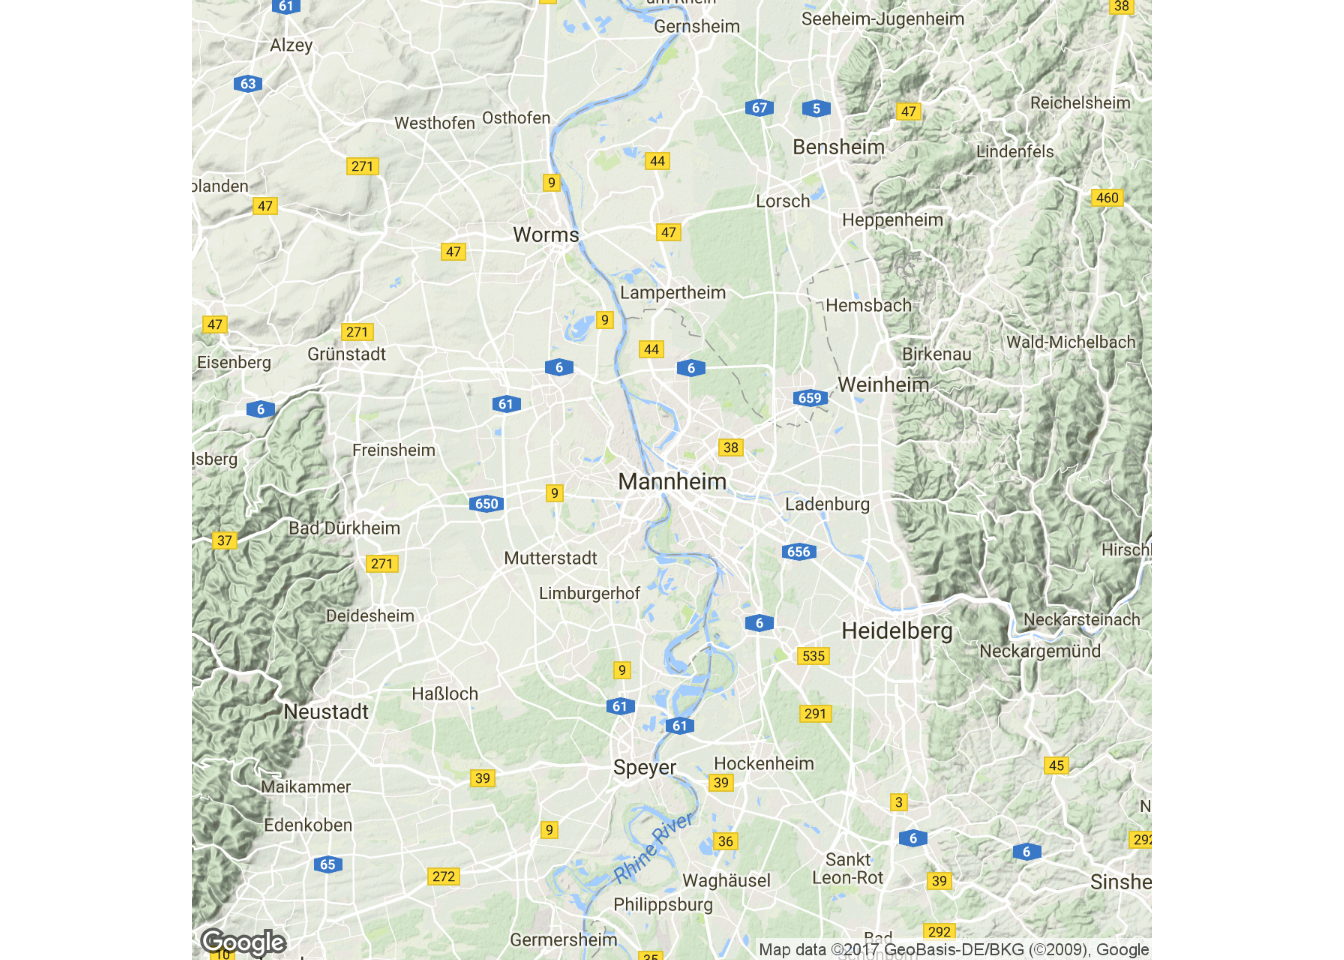 61
38
Gernsheim
Seeheim-Jugenheim
Alzey
63
67
5
47
Reichelsheim
Westhofen
Osthofen
Bensheim
Lindenfels
271
44
9
Lorsch
460
47
Heppenheim
Worms
47
47
Lampertheim
Hemsbach
47
271
9
Wald-Michelbach
Eisenberg
Grünstadt
44
Birkenau
6
6
Weinheim
659
6
61
Freinsheim
38
Mannheim
9
650
Ladenburg
Bad Dürkheim
37
656
Mutterstadt
271
Limburgerhof
Deidesheim
6
Neckarsteinach
Heidelberg
Neckargemünd
535
9
Haßloch
61
Neustadt
291
61
Speyer
Hockenheim
45
39
39
Maikammer
3
Edenkoben
9
Rhine River
36
6
6
65
Sankt
Leon-Rot
272
Waghäusel
39
Philippsburg
292
Germersheim
Google
Map data ©2017 GeoBasis-DE/BKG (©2009), Google